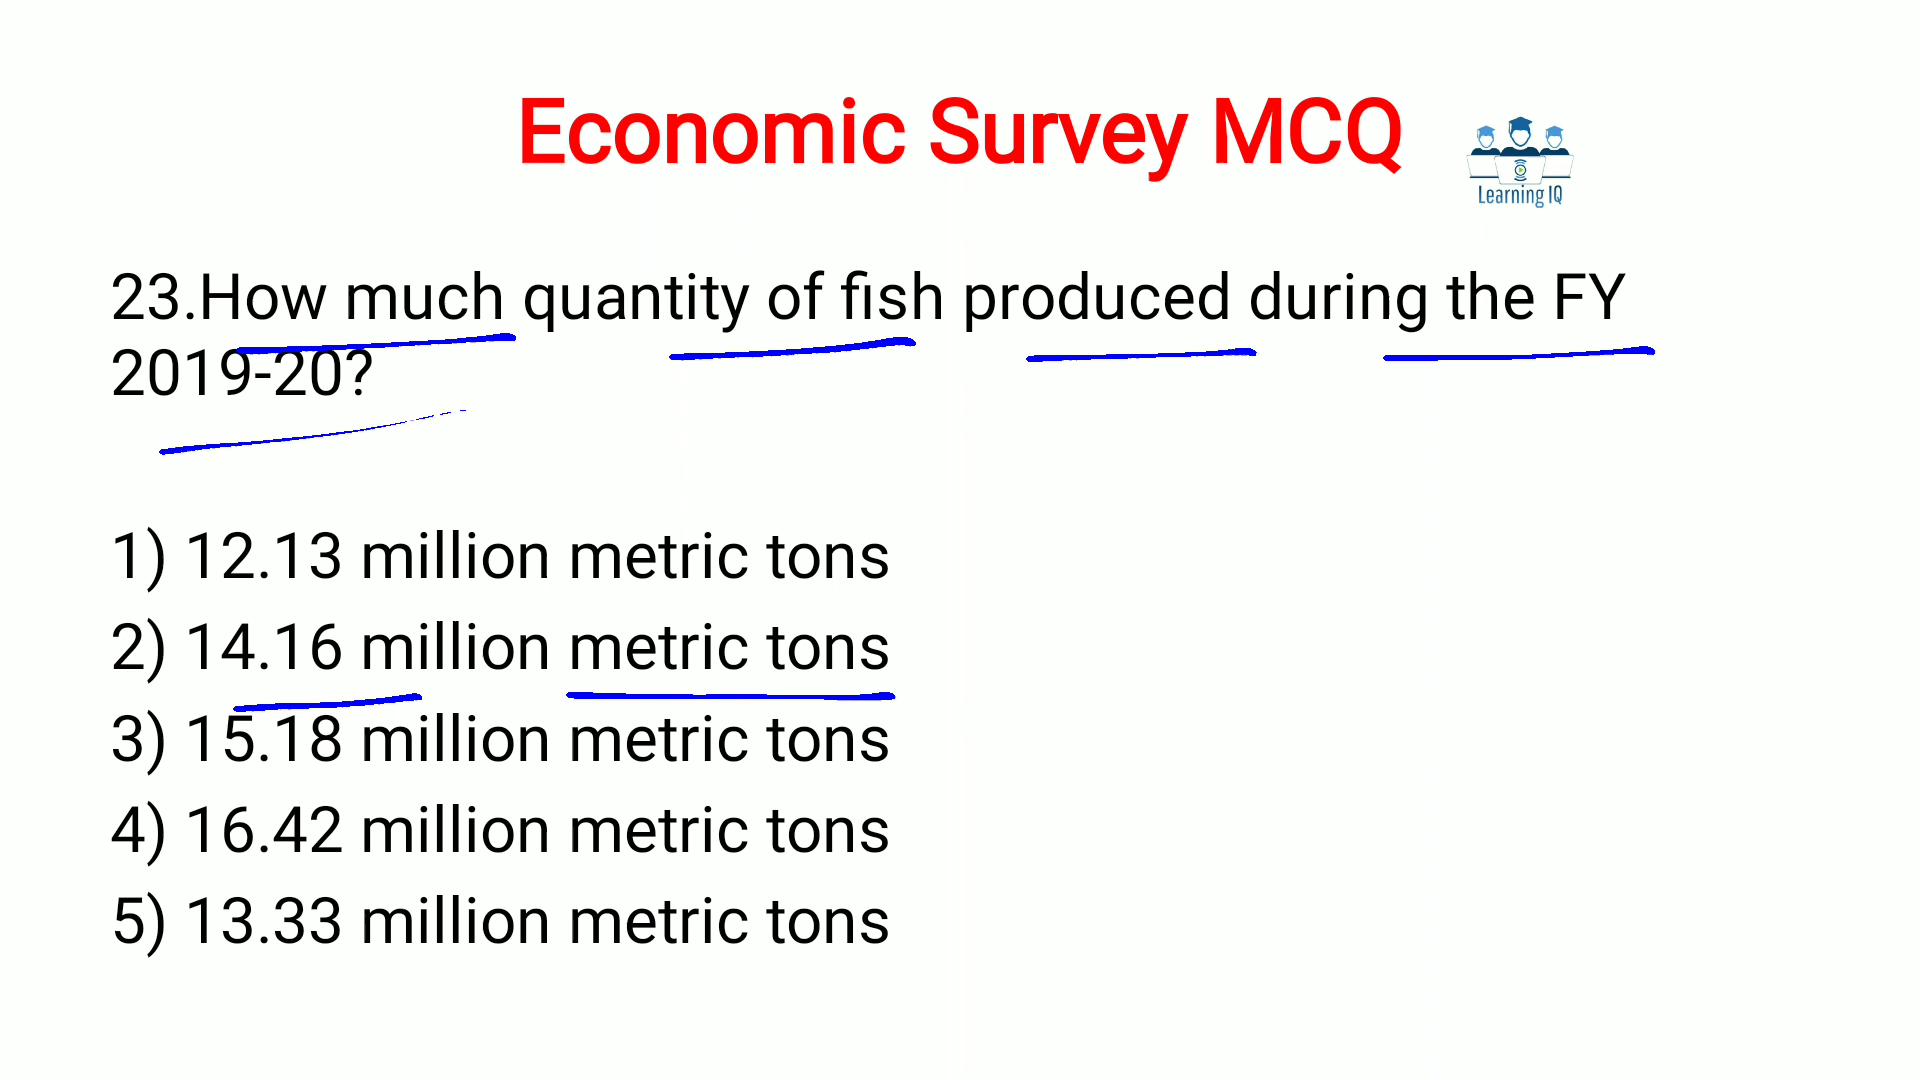 Economic Survey MCQ
Learning IQ
23.How much quantity of fish produced during the FY
2019-20?
1) 12.13 million metric tons
2) 14.16 million metric tons
3) 15.18 million metric tons
4) 16.42 million metric tons
5) 13.33 million metric tons